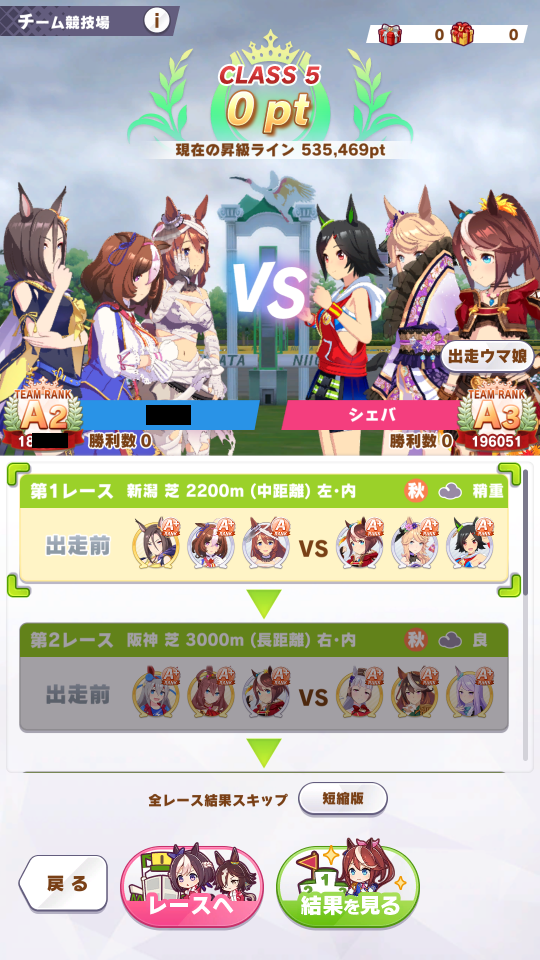 チーム競技場
i
0
0
CLASS 5
0 pt
現在の昇級ライン 535,469pt
VS
出走ウマ娘
TEAM RANK
A2
シェバ
TEAM RANK
A3
18
勝利数 0
勝利数 0
196051
第1レース 新潟 芝 2200m (中距離) 左・内 秋 稍重
出走前 A+ A+ A VS A+ A+ A+
第2レース 阪神 芝 3000m (長距離) 右・内 秋 良
出走前 VS
全レース結果スキップ 短縮版
戻る
レースへ
1
結果を見る